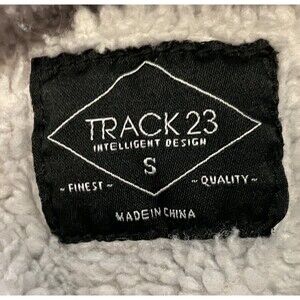 TRACK 23
INTELLIGENT DESIGN
S
~ FINEST ~ ~ QUALITY ~
MADE IN CHINA